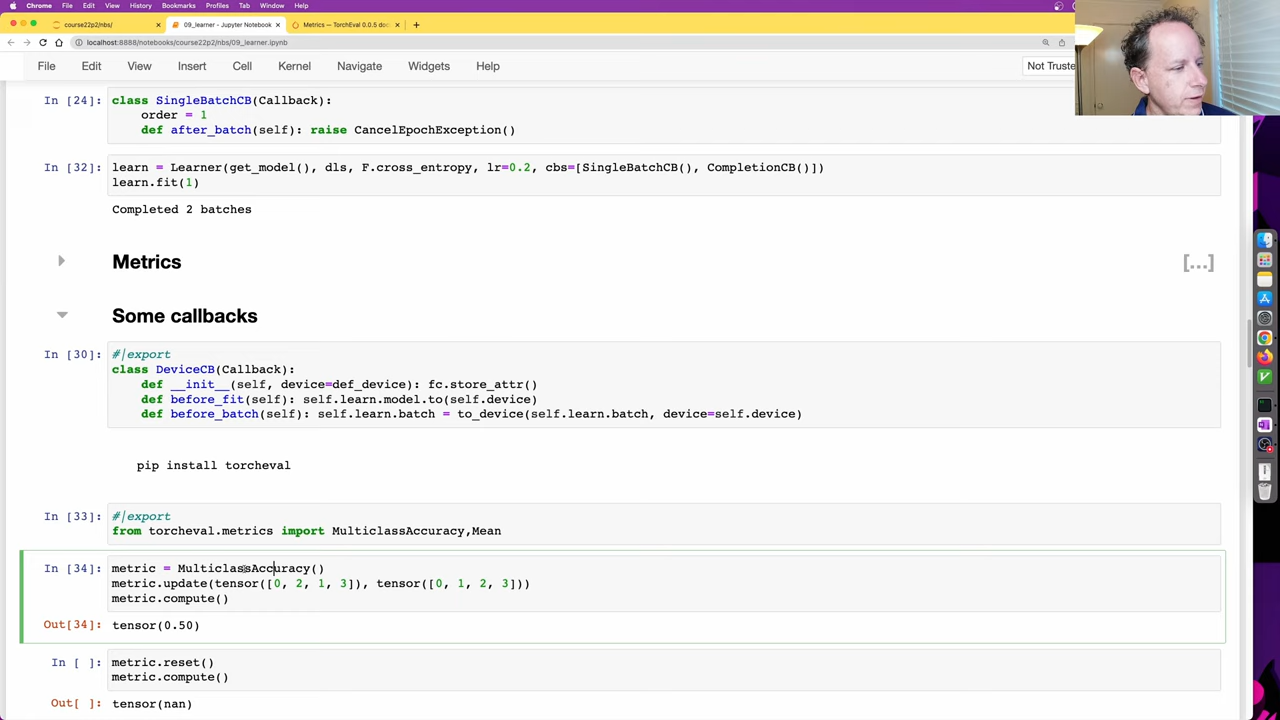 Chrome File Edit View History Bookmarks Profiles Tab Window Help
course22p2/nbs/
09_learner - Jupyter Notebook
Metrics — TorchEval 0.0.5 doc
localhost:8888/notebooks/course22p2/nbs/09_learner.ipynb
File Edit View Insert Cell Kernel Navigate Widgets Help Not Truste
In [24]: class SingleBatchCB(Callback):
order = 1
def after_batch(self): raise CancelEpochException()
In [32]: learn = Learner(get_model(), dls, F.cross_entropy, lr=0.2, cbs=[SingleBatchCB(), CompletionCB()])
learn.fit(1)
Completed 2 batches
Metrics [...]
Some callbacks
In [30]: #|export
class DeviceCB(Callback):
def __init__(self, device=def_device): fc.store_attr()
def before_fit(self): self.learn.model.to(self.device)
def before_batch(self): self.learn.batch = to_device(self.learn.batch, device=self.device)
pip install torcheval
In [33]: #|export
from torcheval.metrics import MulticlassAccuracy,Mean
In [34]: metric = MulticlassAccuracy()
metric.update(tensor([0, 2, 1, 3]), tensor([0, 1, 2, 3]))
metric.compute()
Out[34]: tensor(0.50)
In [ ]: metric.reset()
metric.compute()
Out[ ]: tensor(nan)